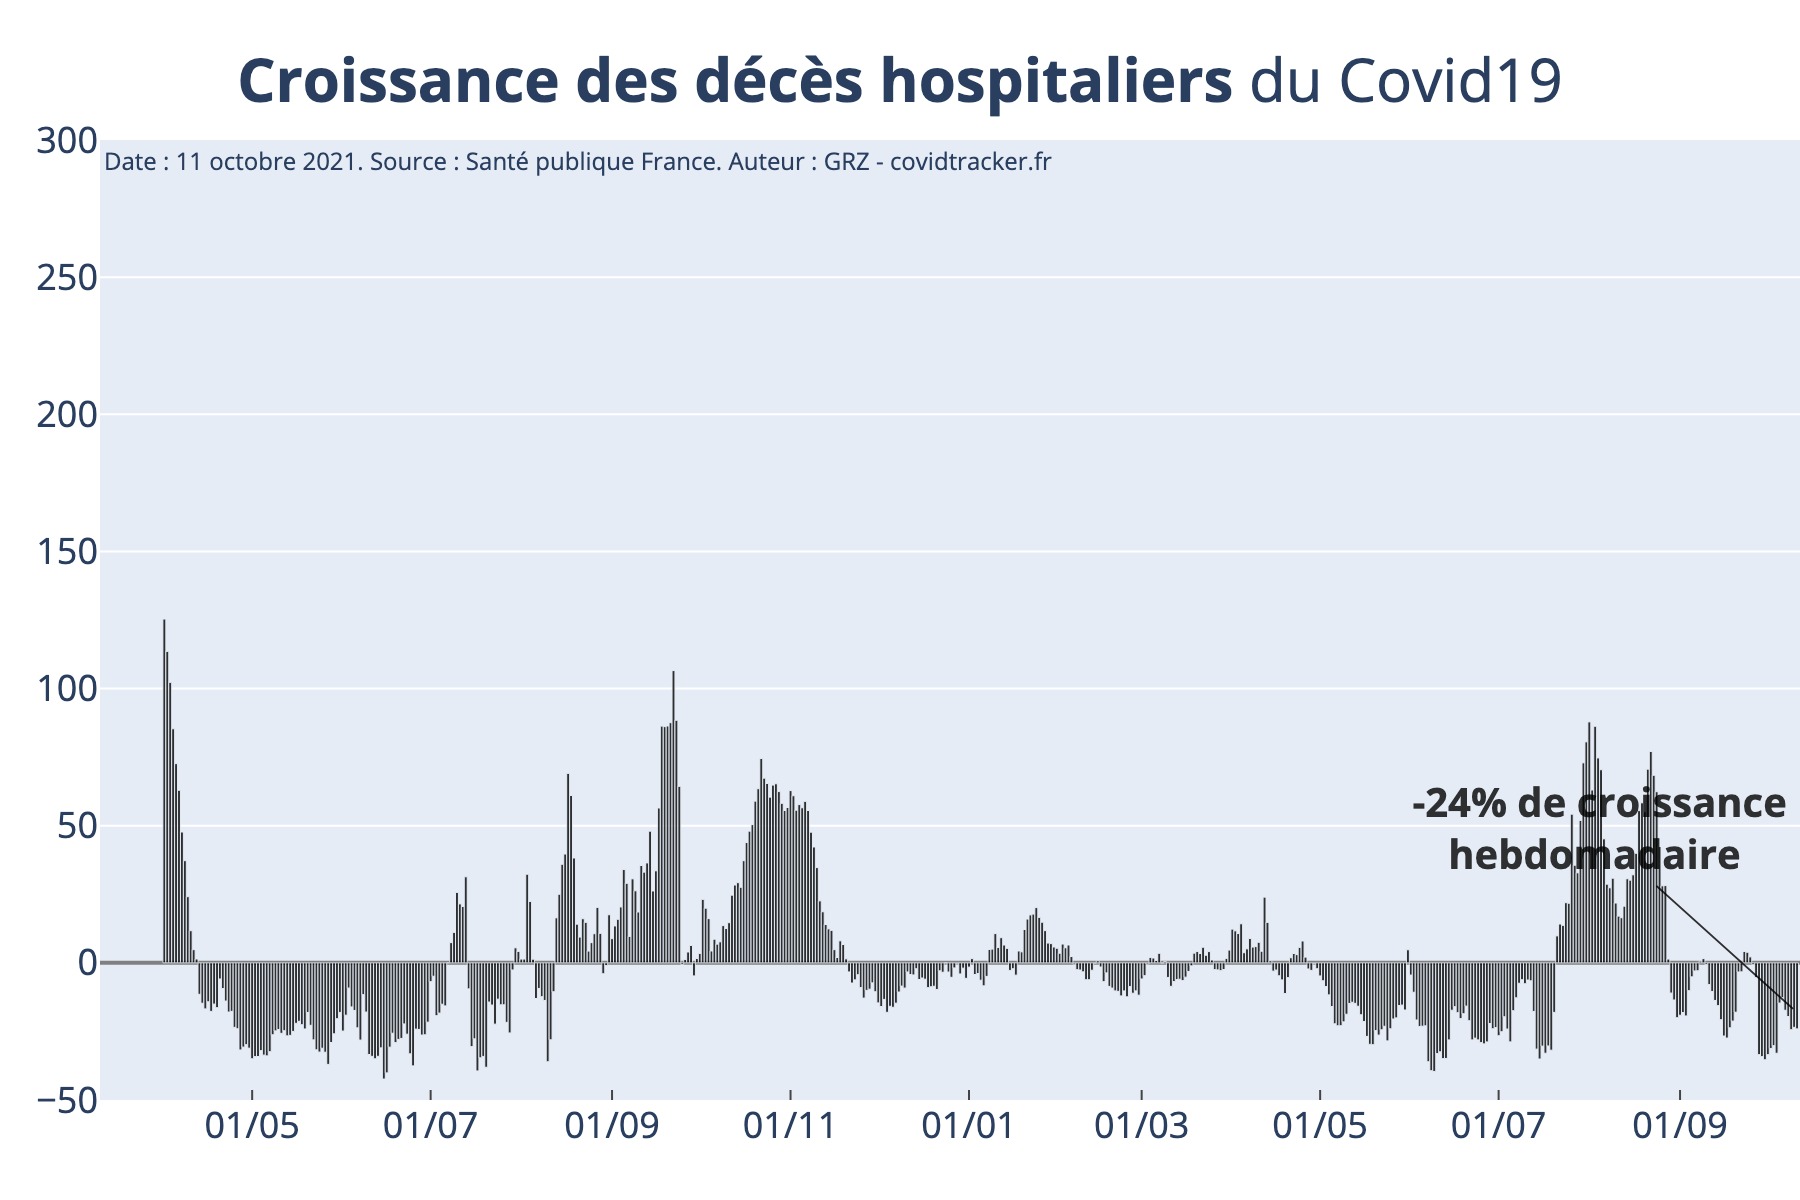 Croissance des décès hospitaliers du Covid19
300
Date : 11 octobre 2021. Source : Santé publique France. Auteur : GRZ - covidtracker.fr
250
200
150
100
50
-24% de croissance
hebdomadaire
0
−50
01/05 01/07 01/09 01/11 01/01 01/03 01/05 01/07 01/09